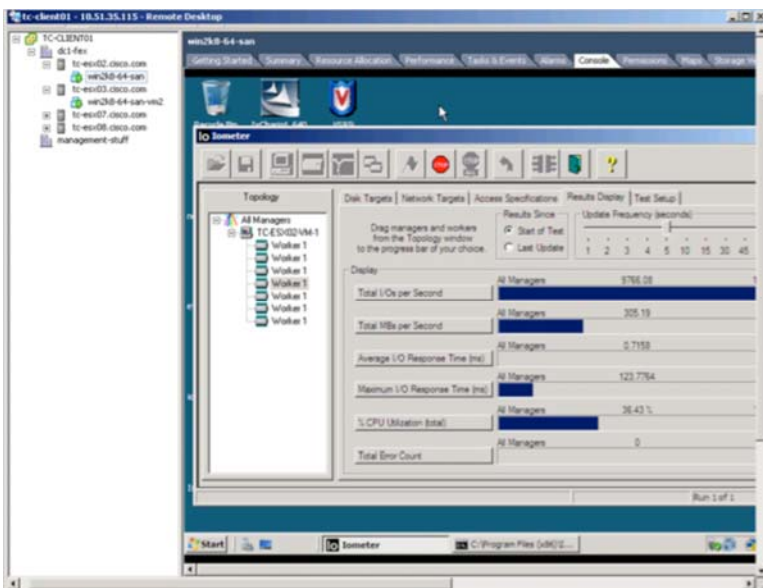 tc-client01 - 10.51.35.115 - Remote Desktop
TC-CLIENT01
dc1-fex
tc-esx02.cisco.com
win2k8-64-san
tc-esx03.cisco.com
win2k8-64-san-vm2
tc-esx07.cisco.com
tc-esx08.cisco.com
management-stuff
win2k8-64-san
Getting Started Summary Resource Allocation Performance Tasks & Events Alarms Console Permissions Maps Storage
Iometer
Topology
All Managers
TC-ESX02-VM-1
Worker 1
Worker 1
Worker 1
Worker 1
Worker 1
Worker 1
Worker 1
Disk Targets Network Targets Access Specifications Results Display Test Setup
Drag managers and workers
from the Topology window
to the progress bar of your choice.
Results Since
Start of Test
Last Update
Update Frequency (seconds)
1 2 3 4 5 10 15 30 45
Display
All Managers 9766.08
Total I/Os per Second
All Managers 305.19
Total MBs per Second
All Managers 0.7158
Average I/O Response Time (ms)
All Managers 123.7764
Maximum I/O Response Time (ms)
All Managers 36.43 %
% CPU Utilization (total)
All Managers 0
Total Error Count
Run 1 of 1
Start
Iometer
C:\Program Files (x86)\I...